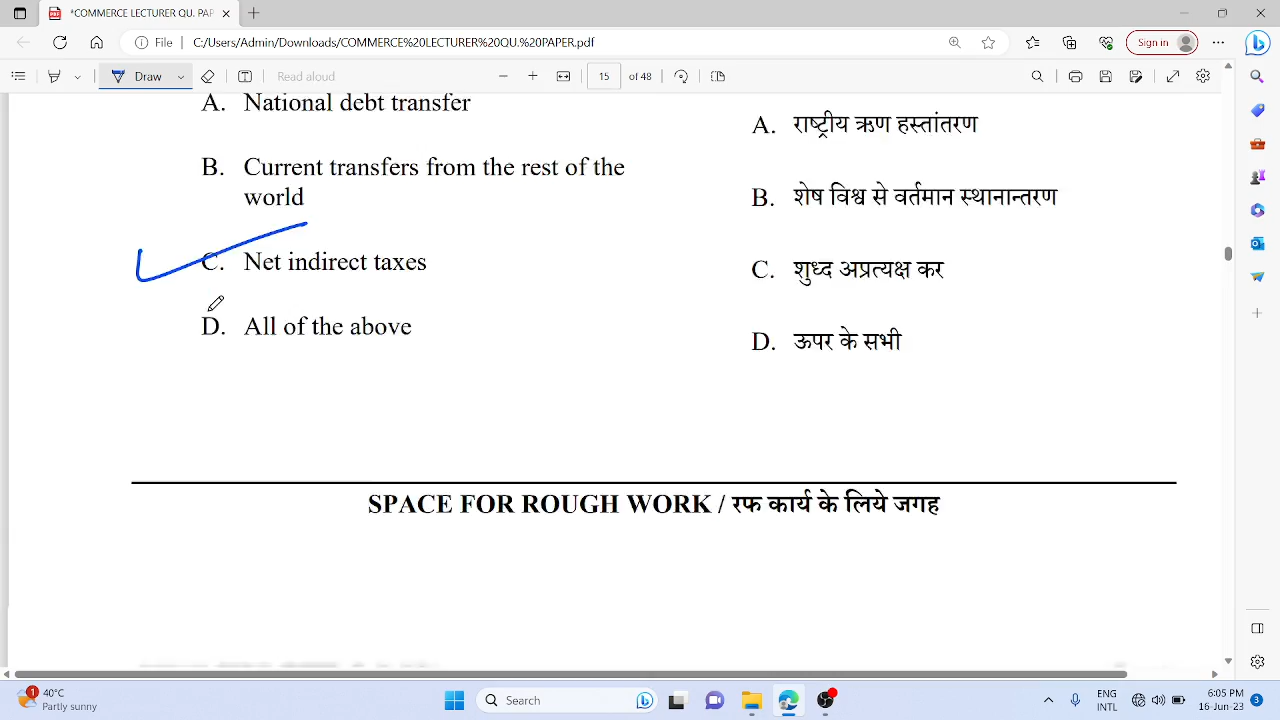 *COMMERCE LECTURER QU. PAP
File
C:/Users/Admin/Downloads/COMMERCE%20LECTURER%20QU.%20PAPER.pdf
Sign in
Draw
Read aloud
15
of 48
A. National debt transfer
B. Current transfers from the rest of the
world
C. Net indirect taxes
D. All of the above
A. राष्ट्रीय ऋण हस्तांतरण
B. शेष विश्व से वर्तमान स्थानान्तरण
C. शुध्द अप्रत्यक्ष कर
D. ऊपर के सभी
SPACE FOR ROUGH WORK / रफ कार्य के लिये जगह
1
40°C
Partly sunny
Search
ENG
INTL
6:05 PM
16-Jun-23
3